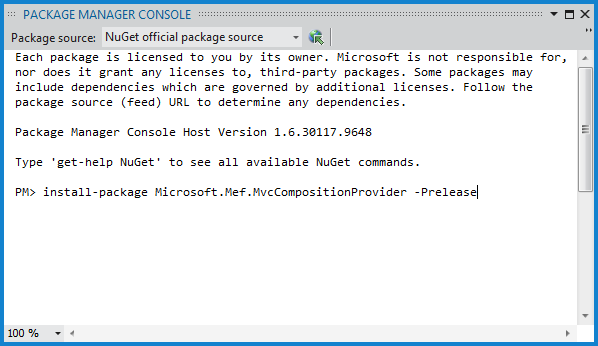 PACKAGE MANAGER CONSOLE
Package source: NuGet official package source
Each package is licensed to you by its owner. Microsoft is not responsible for,
nor does it grant any licenses to, third-party packages. Some packages may
include dependencies which are governed by additional licenses. Follow the
package source (feed) URL to determine any dependencies.
Package Manager Console Host Version 1.6.30117.9648
Type 'get-help NuGet' to see all available NuGet commands.
PM> install-package Microsoft.Mef.MvcCompositionProvider -Prelease
100 %